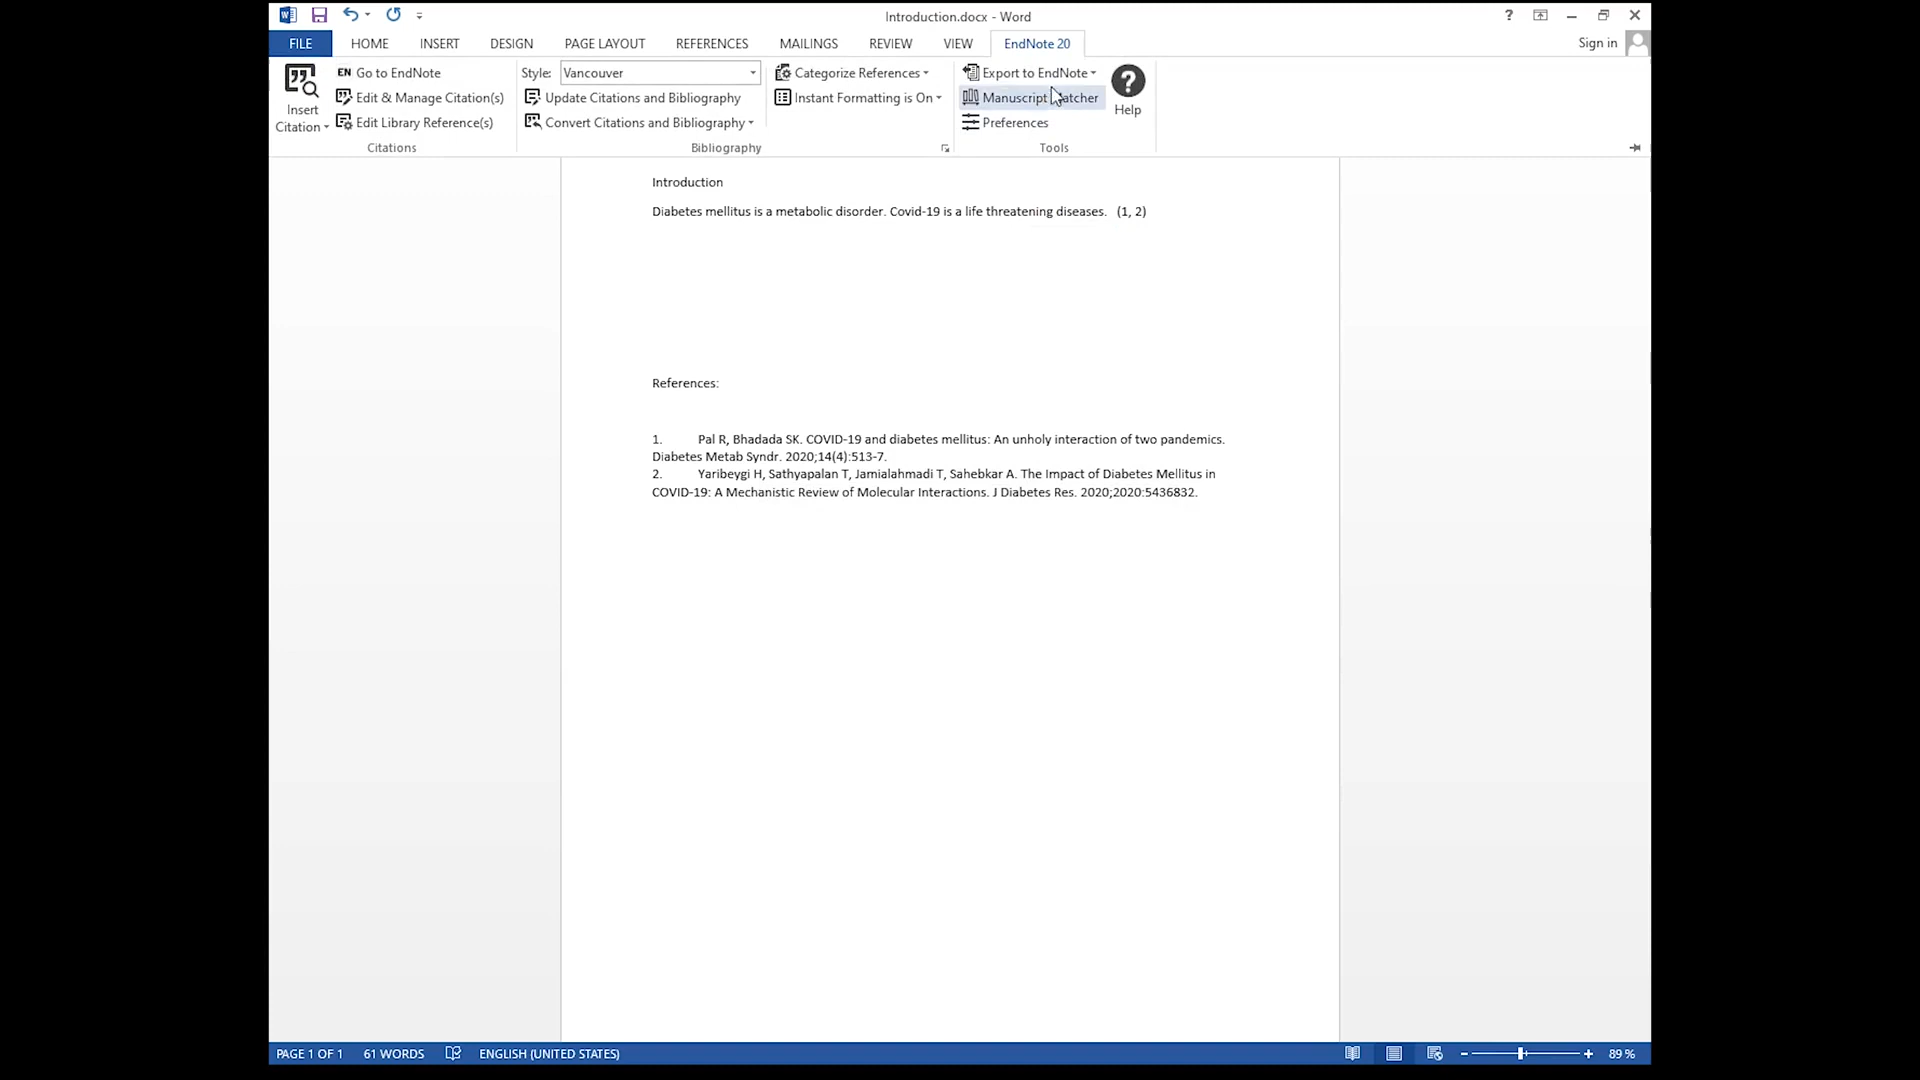 Introduction.docx - Word
?
FILE HOME INSERT DESIGN PAGE LAYOUT REFERENCES MAILINGS REVIEW VIEW EndNote 20 Sign in
Insert Citation
EN Go to EndNote
Edit & Manage Citation(s)
Edit Library Reference(s)
Citations
Style: Vancouver
Update Citations and Bibliography
Convert Citations and Bibliography
Categorize References
Instant Formatting is On
Bibliography
Export to EndNote
Manuscript
Preferences
Help
Tools
Introduction
Diabetes mellitus is a metabolic disorder. Covid-19 is a life threatening diseases. (1, 2)
References:
1. Pal R, Bhadada SK. COVID-19 and diabetes mellitus: An unholy interaction of two pandemics.
Diabetes Metab Syndr. 2020;14(4):513-7.
2. Yaribeygi H, Sathyapalan T, Jamialahmadi T, Sahebkar A. The Impact of Diabetes Mellitus in
COVID-19: A Mechanistic Review of Molecular Interactions. J Diabetes Res. 2020;2020:5436832.
PAGE 1 OF 1 61 WORDS ENGLISH (UNITED STATES) 89 %